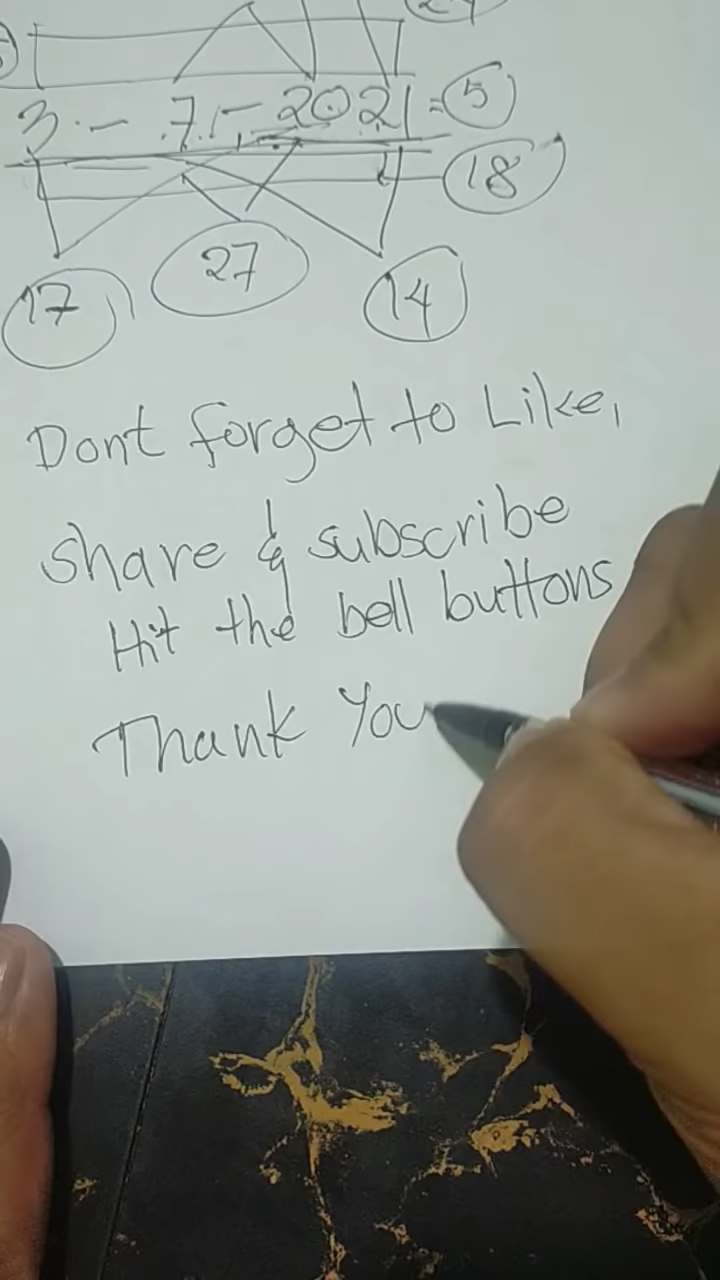 3 - 7 - 2021 = 5
18
27
17 14
Dont forget to Like,
share & subscribe
Hit the bell buttons
Thank You